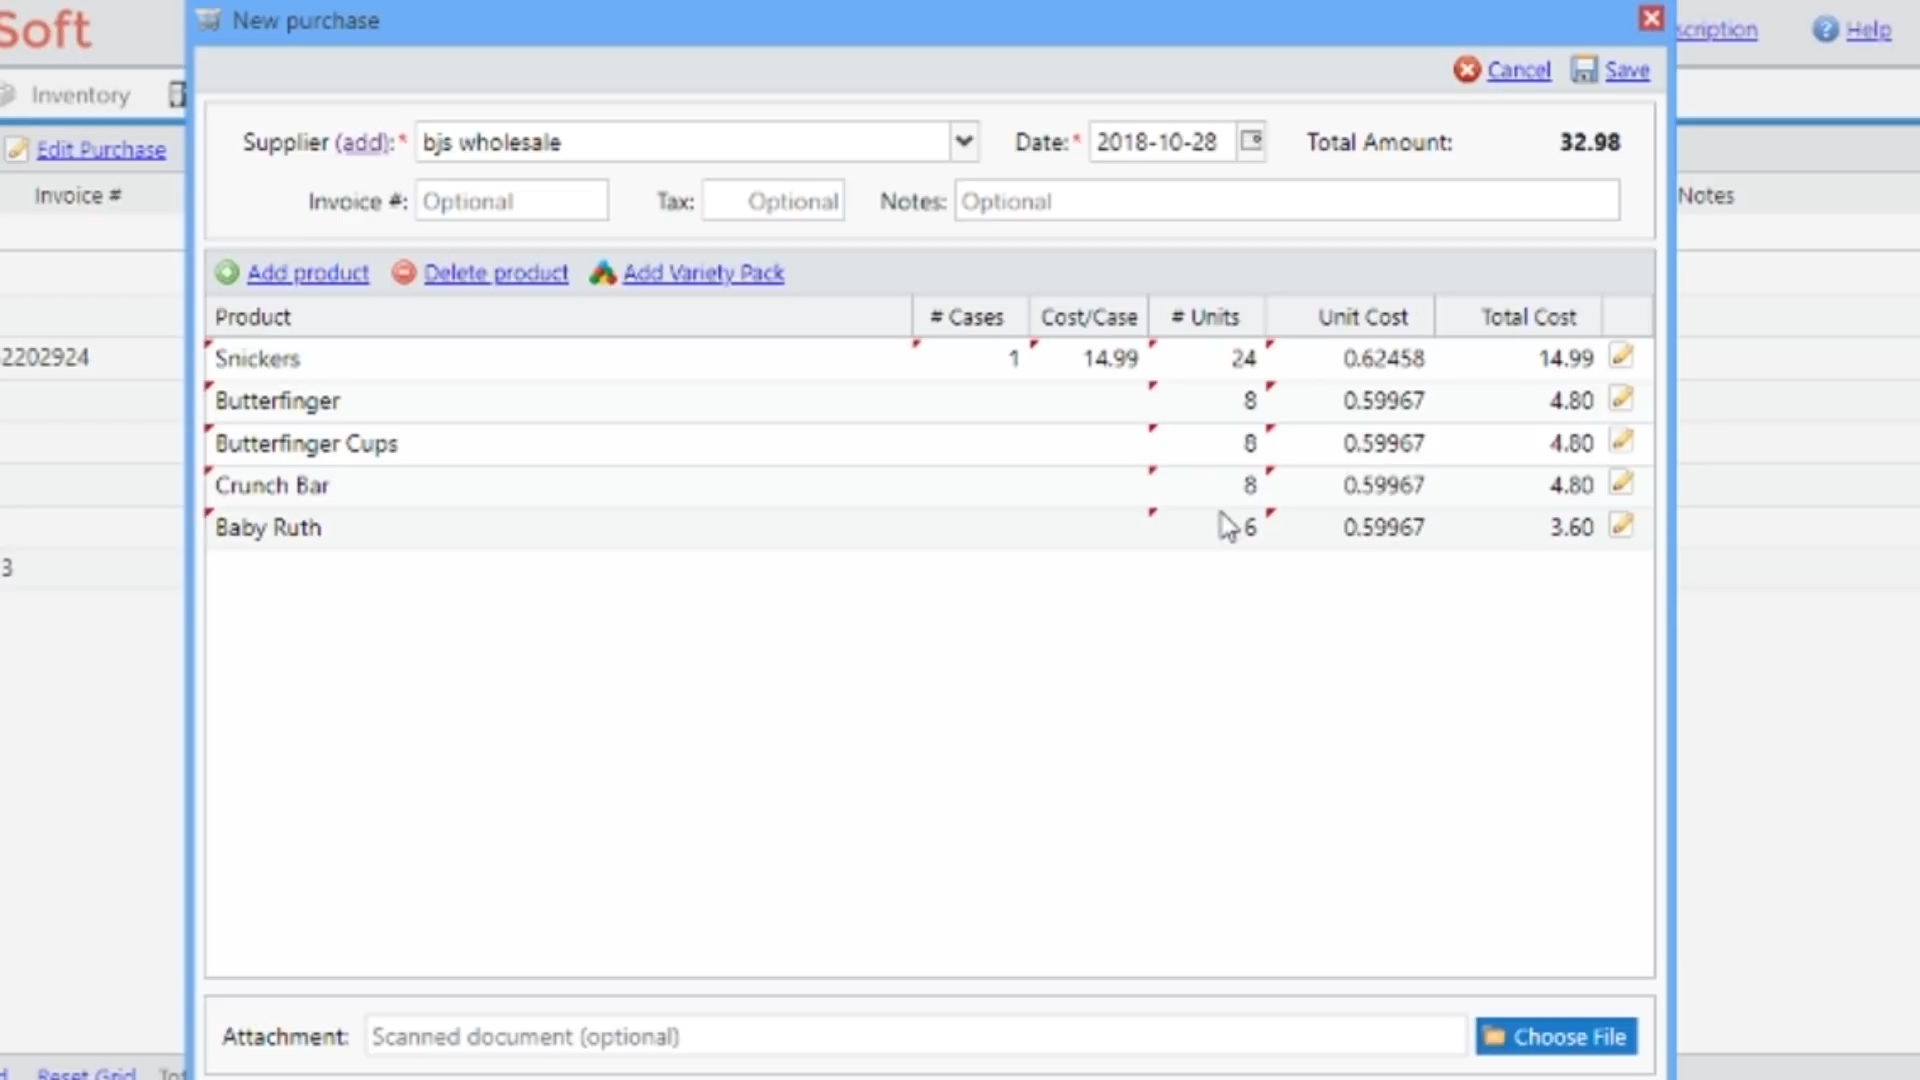 Soft
New purchase
scription
Help
Inventory
Cancel
Save
Edit Purchase
Supplier (add):* bjs wholesale
Date:* 2018-10-28
Total Amount: 32.98
Invoice #
Invoice #: Optional
Tax: Optional
Notes: Optional
Notes
Add product
Delete product
Add Variety Pack
Product # Cases Cost/Case # Units Unit Cost Total Cost
2202924
Snickers 1 14.99 24 0.62458 14.99
Butterfinger 8 0.59967 4.80
Butterfinger Cups 8 0.59967 4.80
Crunch Bar 8 0.59967 4.80
Baby Ruth 6 0.59967 3.60
3
Attachment: Scanned document (optional)
Choose File
Reset Grid